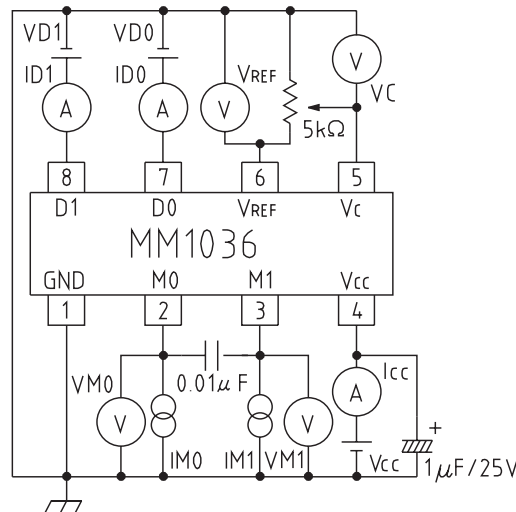 VD1 VD0
ID1 ID0 VREF V
A A V VC
5kΩ
8 7 6 5
D1 D0 VREF VC
MM1036
GND M0 M1 Vcc
1 2 3 4
Icc
VM0 0.01μF A
V V +
IM0 IM1 VM1 Vcc 1μF/25V